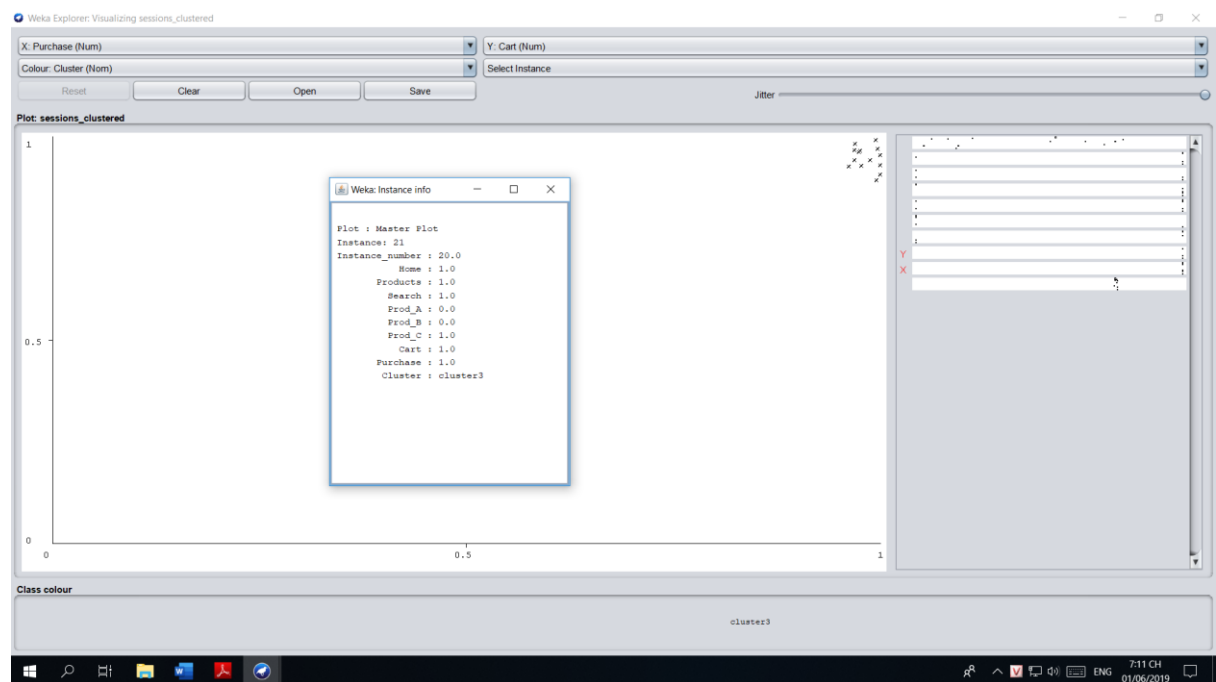 Weka Explorer: Visualizing sessions_clustered
X: Purchase (Num)
Y: Cart (Num)
Colour: Cluster (Nom)
Select Instance
Reset
Clear
Open
Save
Jitter
Plot: sessions_clustered
1
0.5
0
0
0.5
1
Weka: Instance info
Plot : Master Plot
Instance: 21
Instance_number : 20.0
Home : 1.0
Products : 1.0
Search : 1.0
Prod_A : 0.0
Prod_B : 0.0
Prod_C : 1.0
Cart : 1.0
Purchase : 1.0
Cluster : cluster3
Y
X
Class colour
cluster3
ENG
7:11 CH
01/06/2019